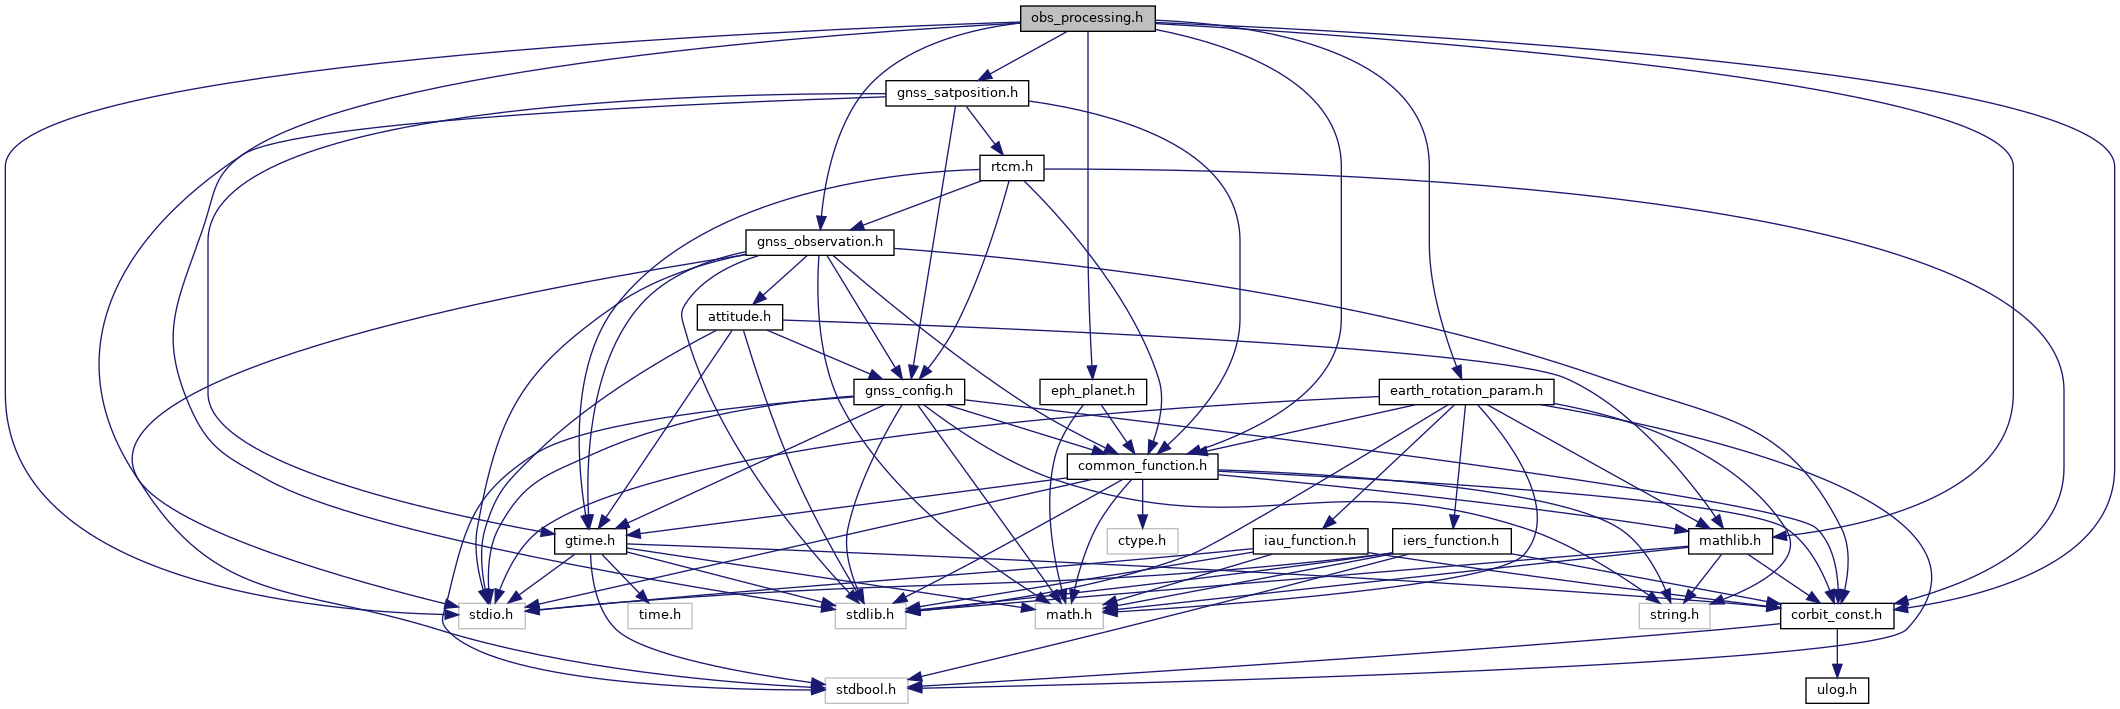 obs_processing.h
gnss_satposition.h
rtcm.h
gnss_observation.h
attitude.h
gnss_config.h
eph_planet.h
earth_rotation_param.h
common_function.h
gtime.h
ctype.h
iau_function.h
iers_function.h
mathlib.h
stdio.h
time.h
stdlib.h
math.h
string.h
corbit_const.h
stdbool.h
ulog.h